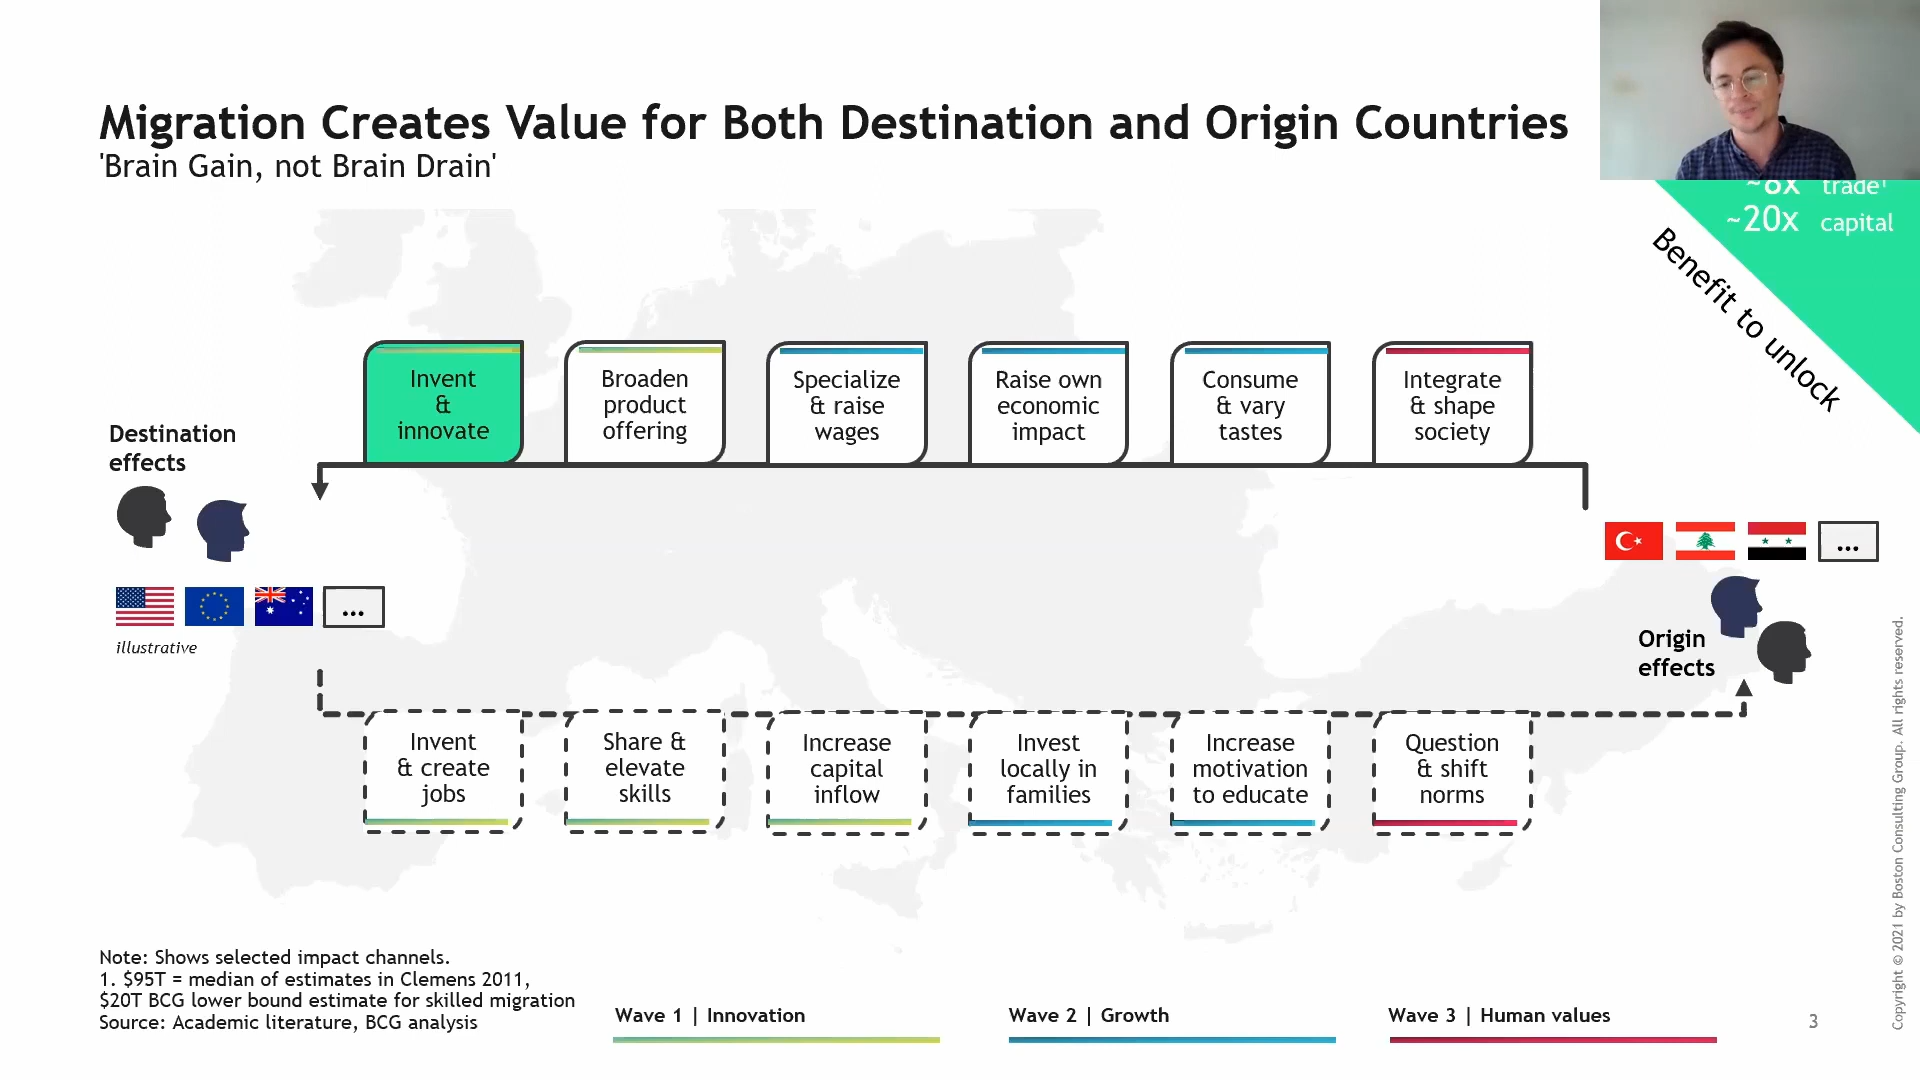 Migration Creates Value for Both Destination and Origin Countries
'Brain Gain, not Brain Drain'
trade¹
~20x capital
Benefit to unlock
Invent
&
innovate
Broaden
product
offering
Specialize
& raise
wages
Raise own
economic
impact
Consume
& vary
tastes
Integrate
& shape
society
Destination
effects
...
illustrative
...
Origin
effects
Invent
& create
jobs
Share &
elevate
skills
Increase
capital
inflow
Invest
locally in
families
Increase
motivation
to educate
Question
& shift
norms
Note: Shows selected impact channels.
1. $95T = median of estimates in Clemens 2011,
$20T BCG lower bound estimate for skilled migration
Source: Academic literature, BCG analysis
Wave 1 | Innovation
Wave 2 | Growth
Wave 3 | Human values
3
Copyright © 2021 by Boston Consulting Group. All rights reserved.